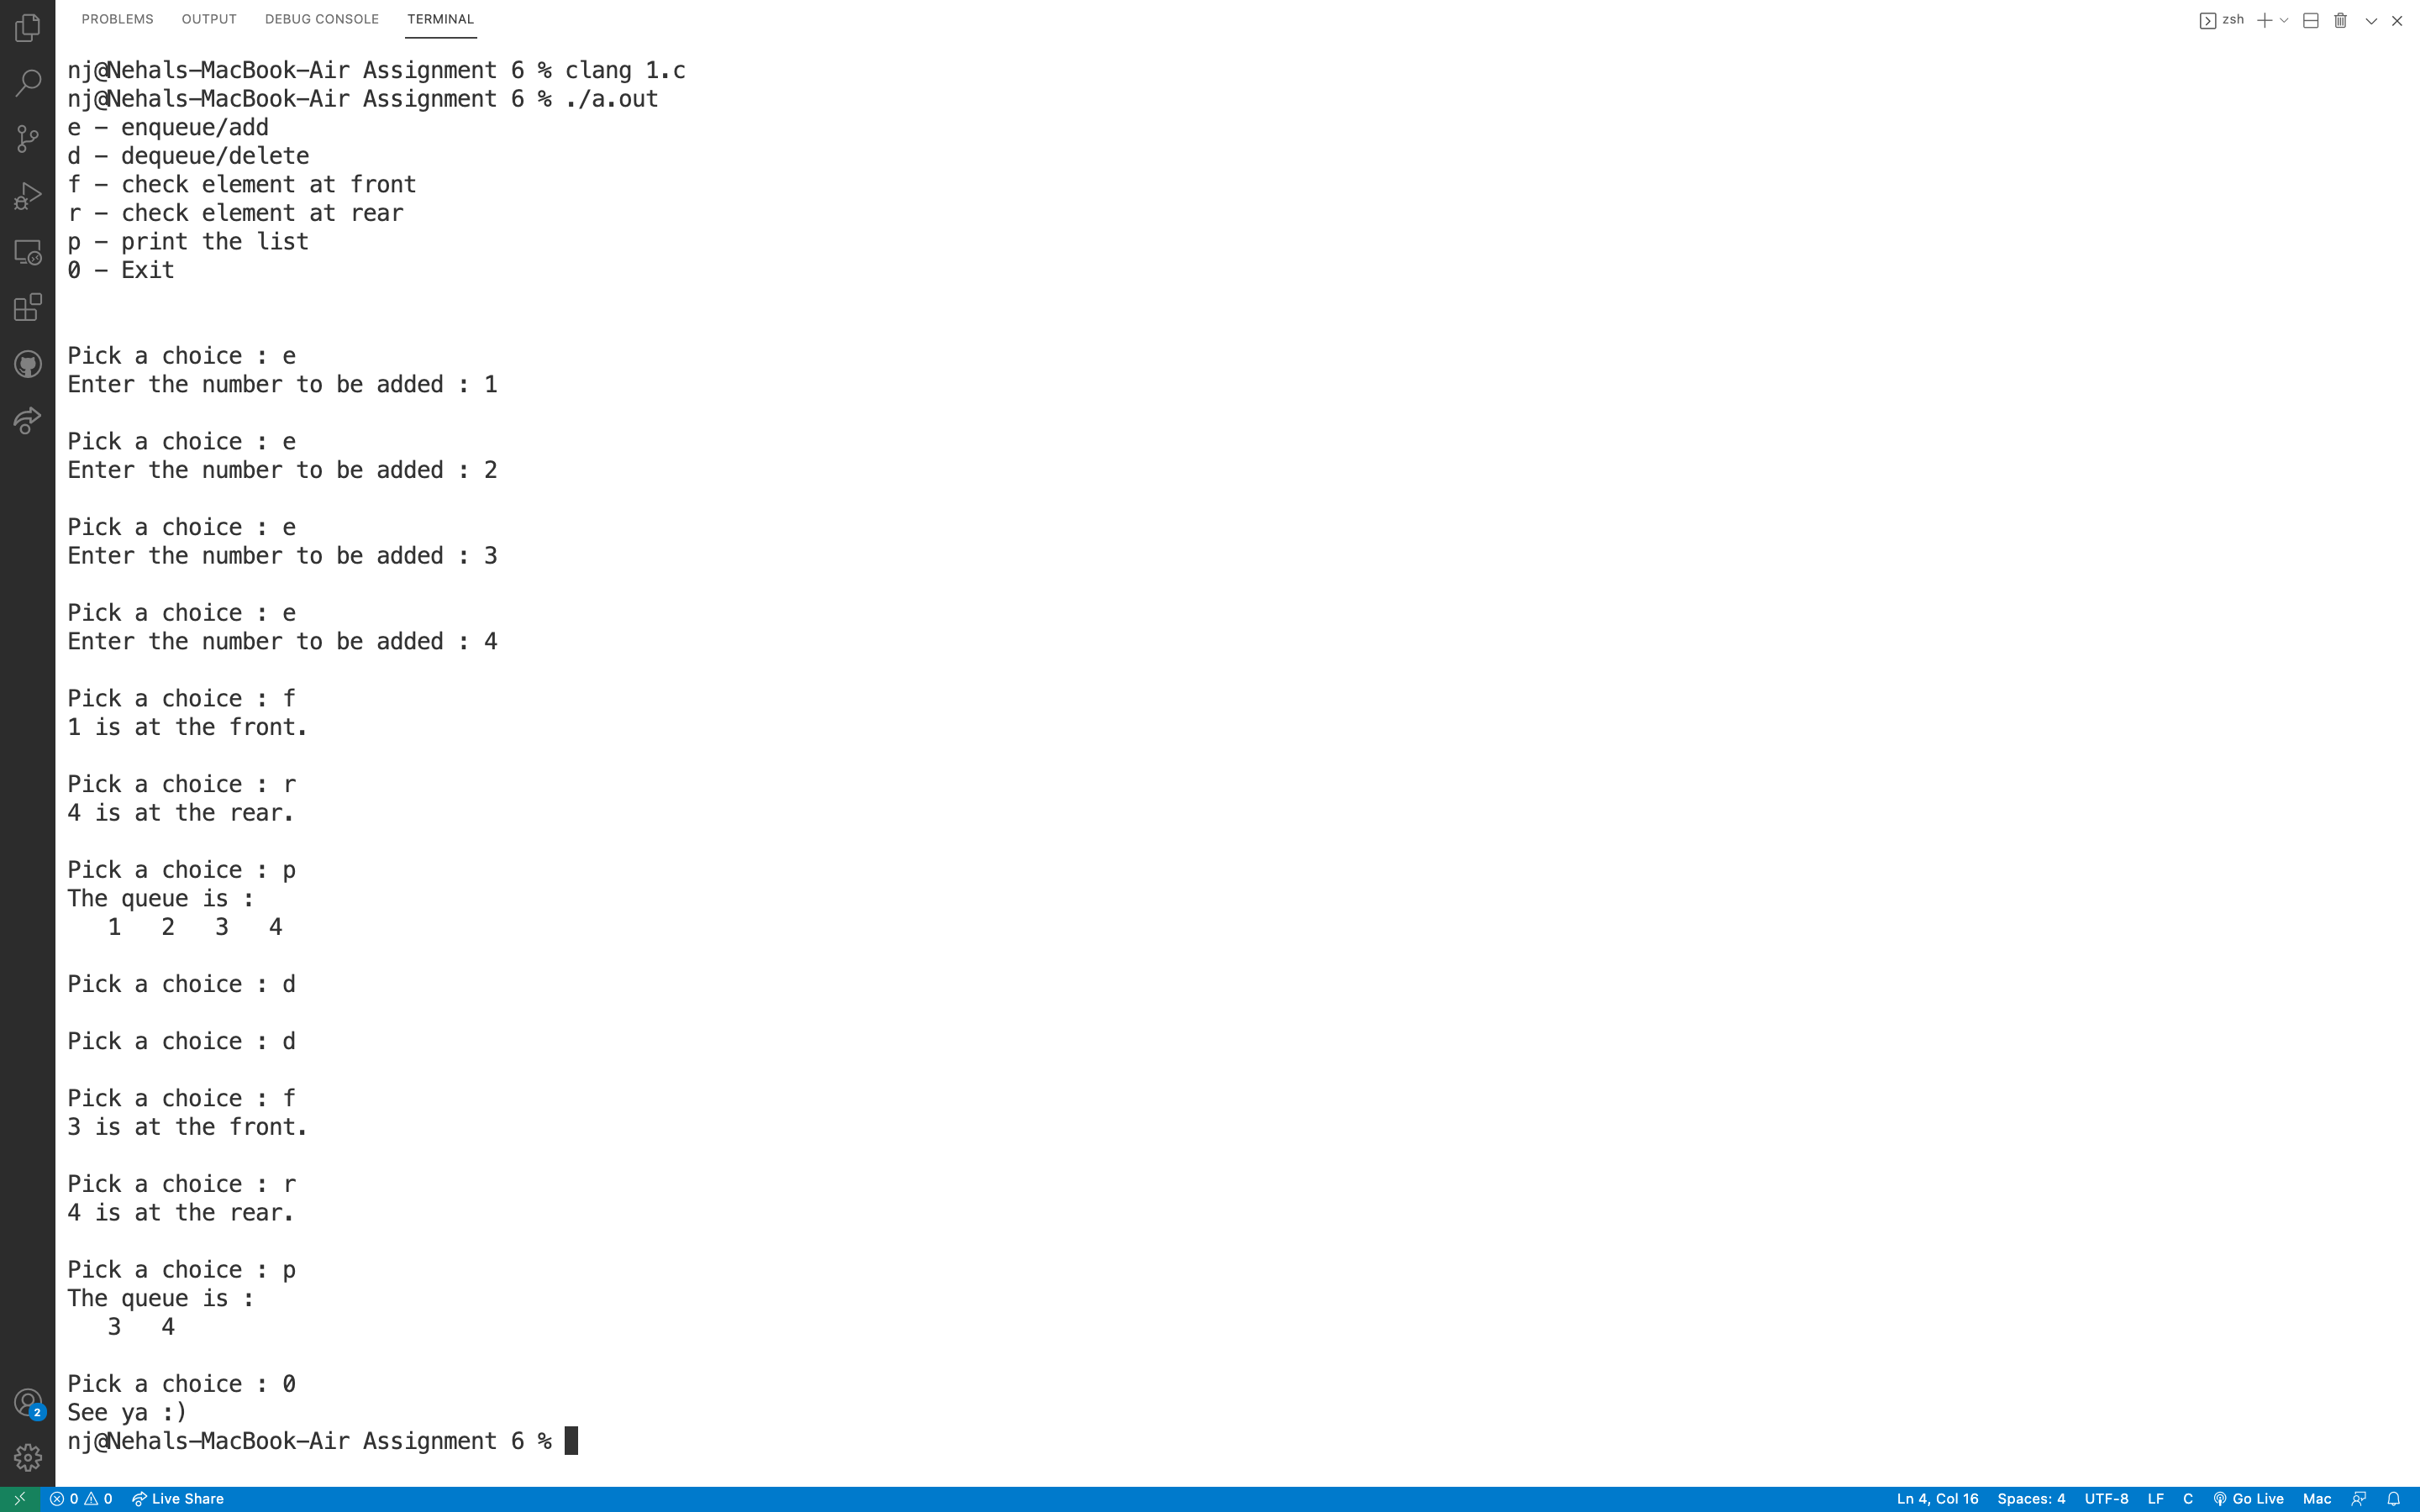 PROBLEMS OUTPUT DEBUG CONSOLE TERMINAL zsh
nj@Nehals-MacBook-Air Assignment 6 % clang 1.c
nj@Nehals-MacBook-Air Assignment 6 % ./a.out
e - enqueue/add
d - dequeue/delete
f - check element at front
r - check element at rear
p - print the list
0 - Exit
Pick a choice : e
Enter the number to be added : 1
Pick a choice : e
Enter the number to be added : 2
Pick a choice : e
Enter the number to be added : 3
Pick a choice : e
Enter the number to be added : 4
Pick a choice : f
1 is at the front.
Pick a choice : r
4 is at the rear.
Pick a choice : p
The queue is :
1 2 3 4
Pick a choice : d
Pick a choice : d
Pick a choice : f
3 is at the front.
Pick a choice : r
4 is at the rear.
Pick a choice : p
The queue is :
3 4
Pick a choice : 0
See ya :)
nj@Nehals-MacBook-Air Assignment 6 %
2
0 0 Live Share Ln 4, Col 16 Spaces: 4 UTF-8 LF C Go Live Mac